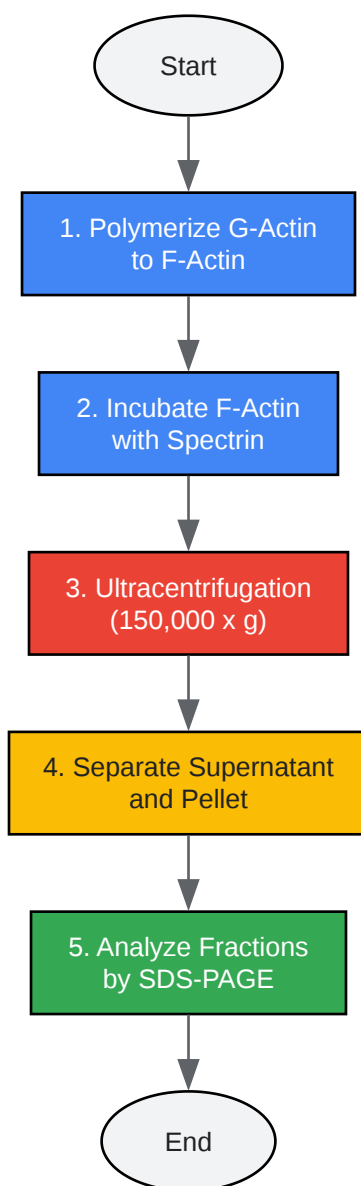 Start
1. Polymerize G-Actin
to F-Actin
2. Incubate F-Actin
with Spectrin
3. Ultracentrifugation
(150,000 x g)
4. Separate Supernatant
and Pellet
5. Analyze Fractions
by SDS-PAGE
End